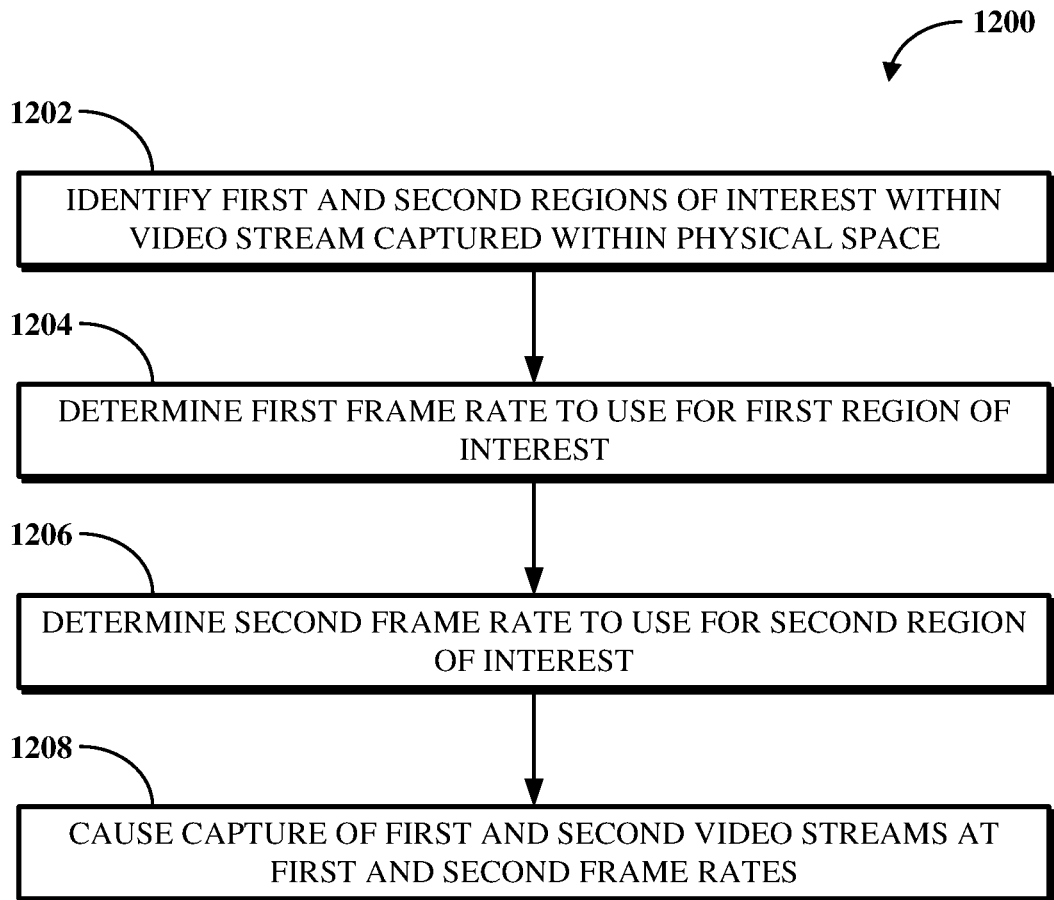 1200
1202
IDENTIFY FIRST AND SECOND REGIONS OF INTEREST WITHIN
VIDEO STREAM CAPTURED WITHIN PHYSICAL SPACE
1204
DETERMINE FIRST FRAME RATE TO USE FOR FIRST REGION OF
INTEREST
1206
DETERMINE SECOND FRAME RATE TO USE FOR SECOND REGION
OF INTEREST
1208
CAUSE CAPTURE OF FIRST AND SECOND VIDEO STREAMS AT
FIRST AND SECOND FRAME RATES